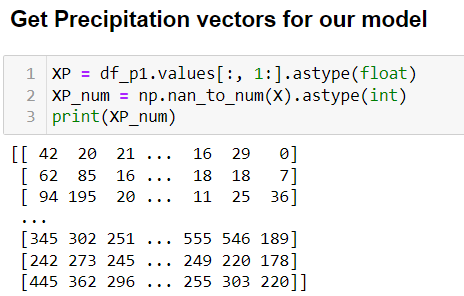 Get Precipitation vectors for our model
1 XP = df_p1.values[:, 1:].astype(float)
2 XP_num = np.nan_to_num(X).astype(int)
3 print(XP_num)
[[ 42 20 21 ... 16 29 0]
[ 62 85 16 ... 18 18 7]
[ 94 195 20 ... 11 25 36]
...
[345 302 251 ... 555 546 189]
[242 273 245 ... 249 220 178]
[445 362 296 ... 255 303 220]]